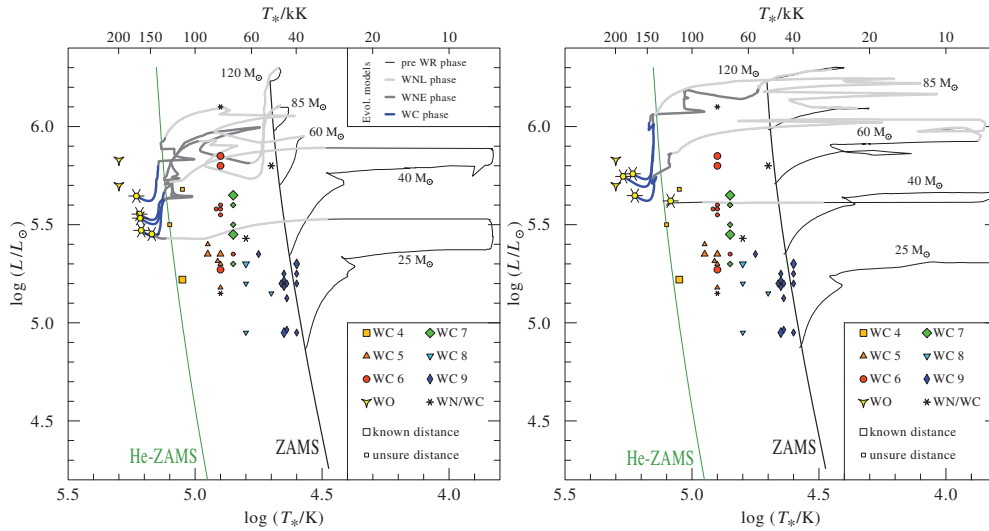 T*/kK
200 150 100 80 60 40 20 10
120 M⊙
85 M⊙
60 M⊙
40 M⊙
25 M⊙
Evol. models
pre WR phase
WNL phase
WNE phase
WC phase
log (L/L⊙)
6.0
5.5
5.0
4.5
He-ZAMS
ZAMS
WC 4 WC 7
WC 5 WC 8
WC 6 WC 9
WO WN/WC
known distance
unsure distance
5.5 5.0 4.5 4.0
log (T*/K)
T*/kK
200 150 100 80 60 40 20 10 5
120 M⊙
85 M⊙
60 M⊙
40 M⊙
25 M⊙
log (L/L⊙)
6.0
5.5
5.0
4.5
He-ZAMS
ZAMS
WC 4 WC 7
WC 5 WC 8
WC 6 WC 9
WO WN/WC
known distance
unsure distance
5.5 5.0 4.5 4.0
log (T*/K)